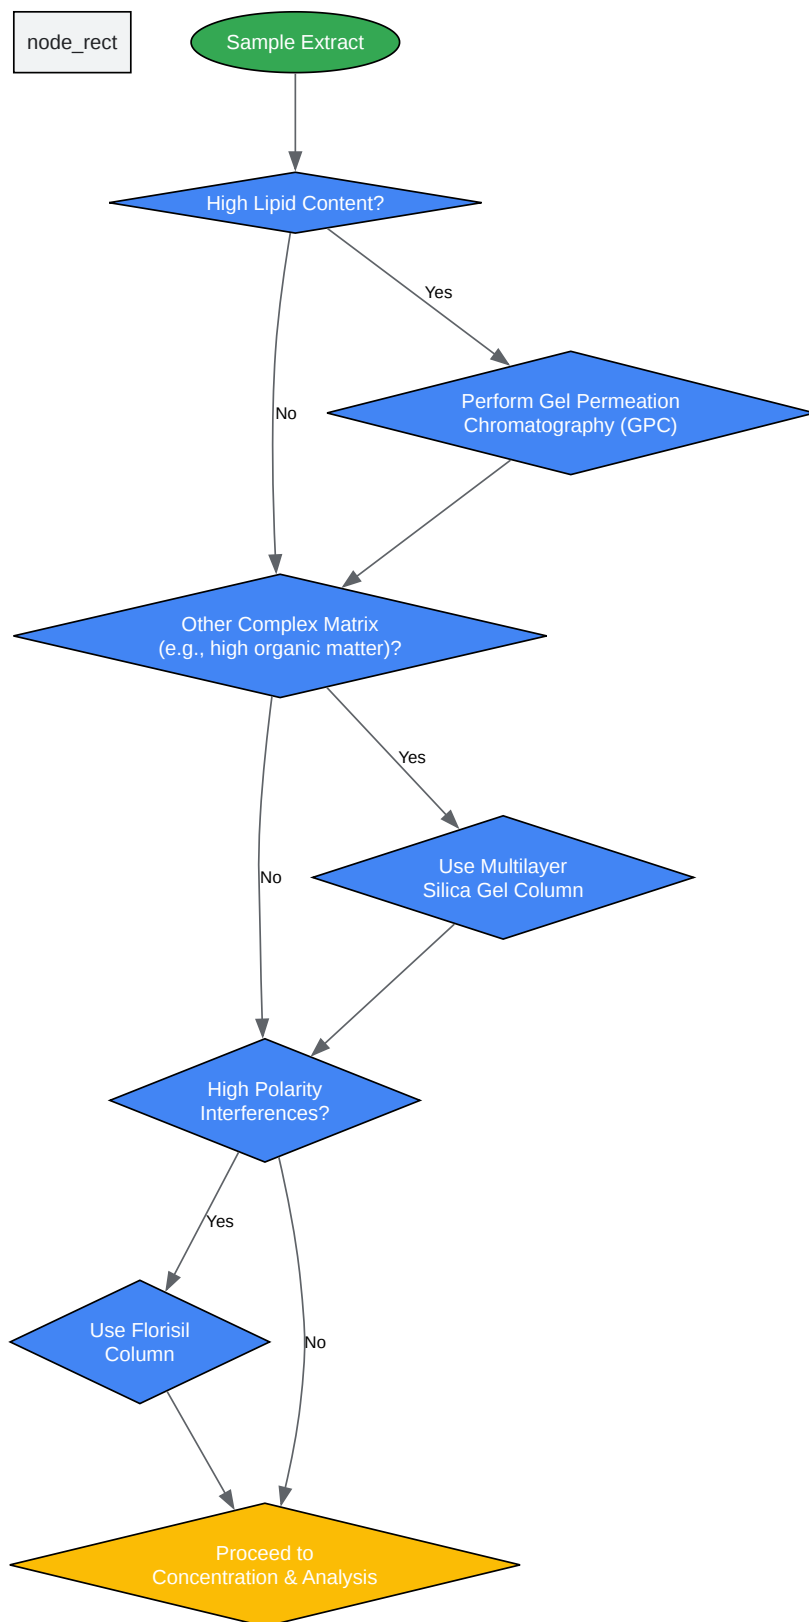 node_rect
Sample Extract
High Lipid Content?
Yes
Perform Gel Permeation
Chromatography (GPC)
No
Other Complex Matrix
(e.g., high organic matter)?
Yes
Use Multilayer
Silica Gel Column
No
High Polarity
Interferences?
Yes
Use Florisil
Column
No
Proceed to
Concentration & Analysis